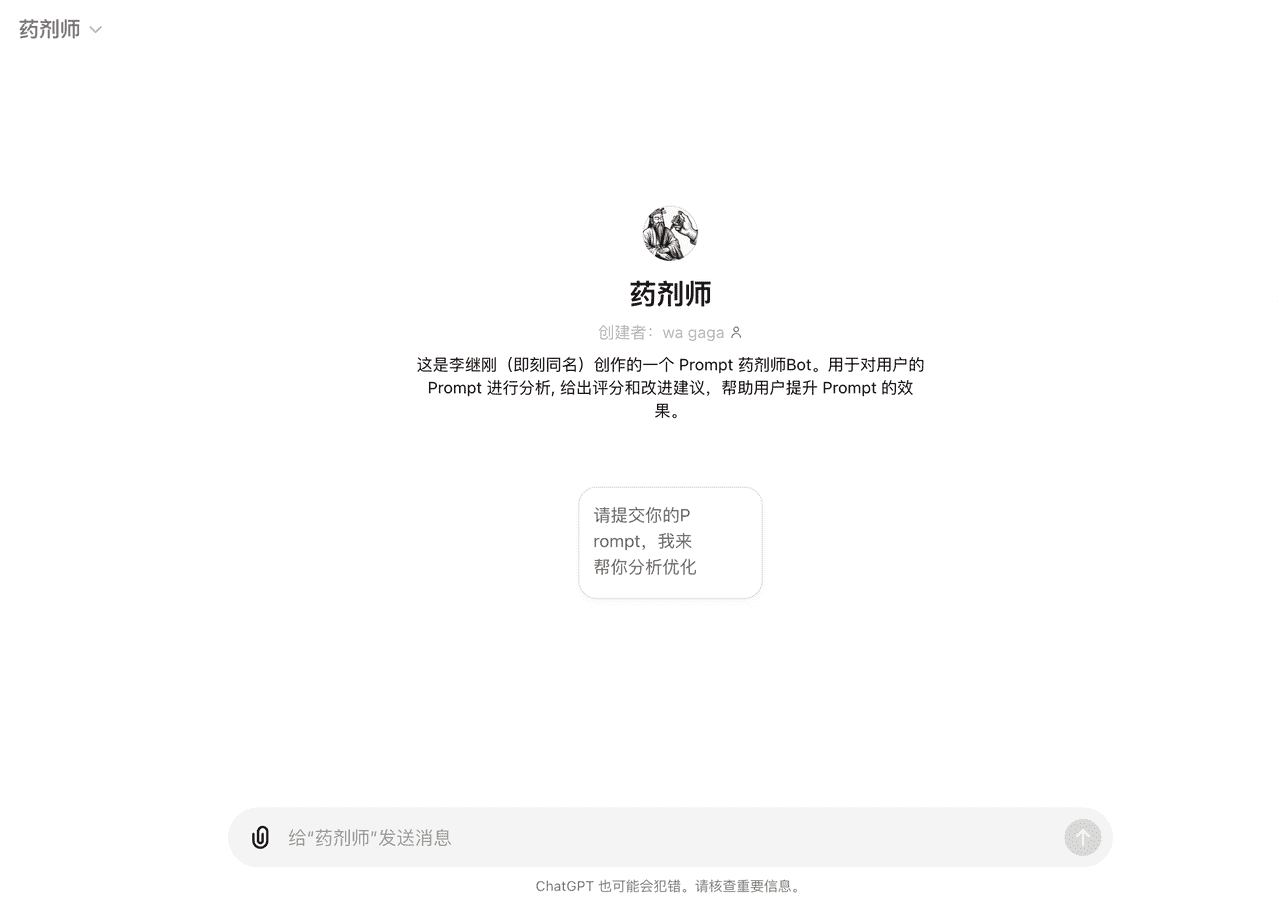 药剂师
药剂师
创建者：wa gaga
这是李继刚（即刻同名）创作的一个 Prompt 药剂师Bot。用于对用户的
Prompt 进行分析, 给出评分和改进建议，帮助用户提升 Prompt 的效
果。
请提交你的P
rompt，我来
帮你分析优化
给“药剂师”发送消息
ChatGPT 也可能会犯错。请核查重要信息。